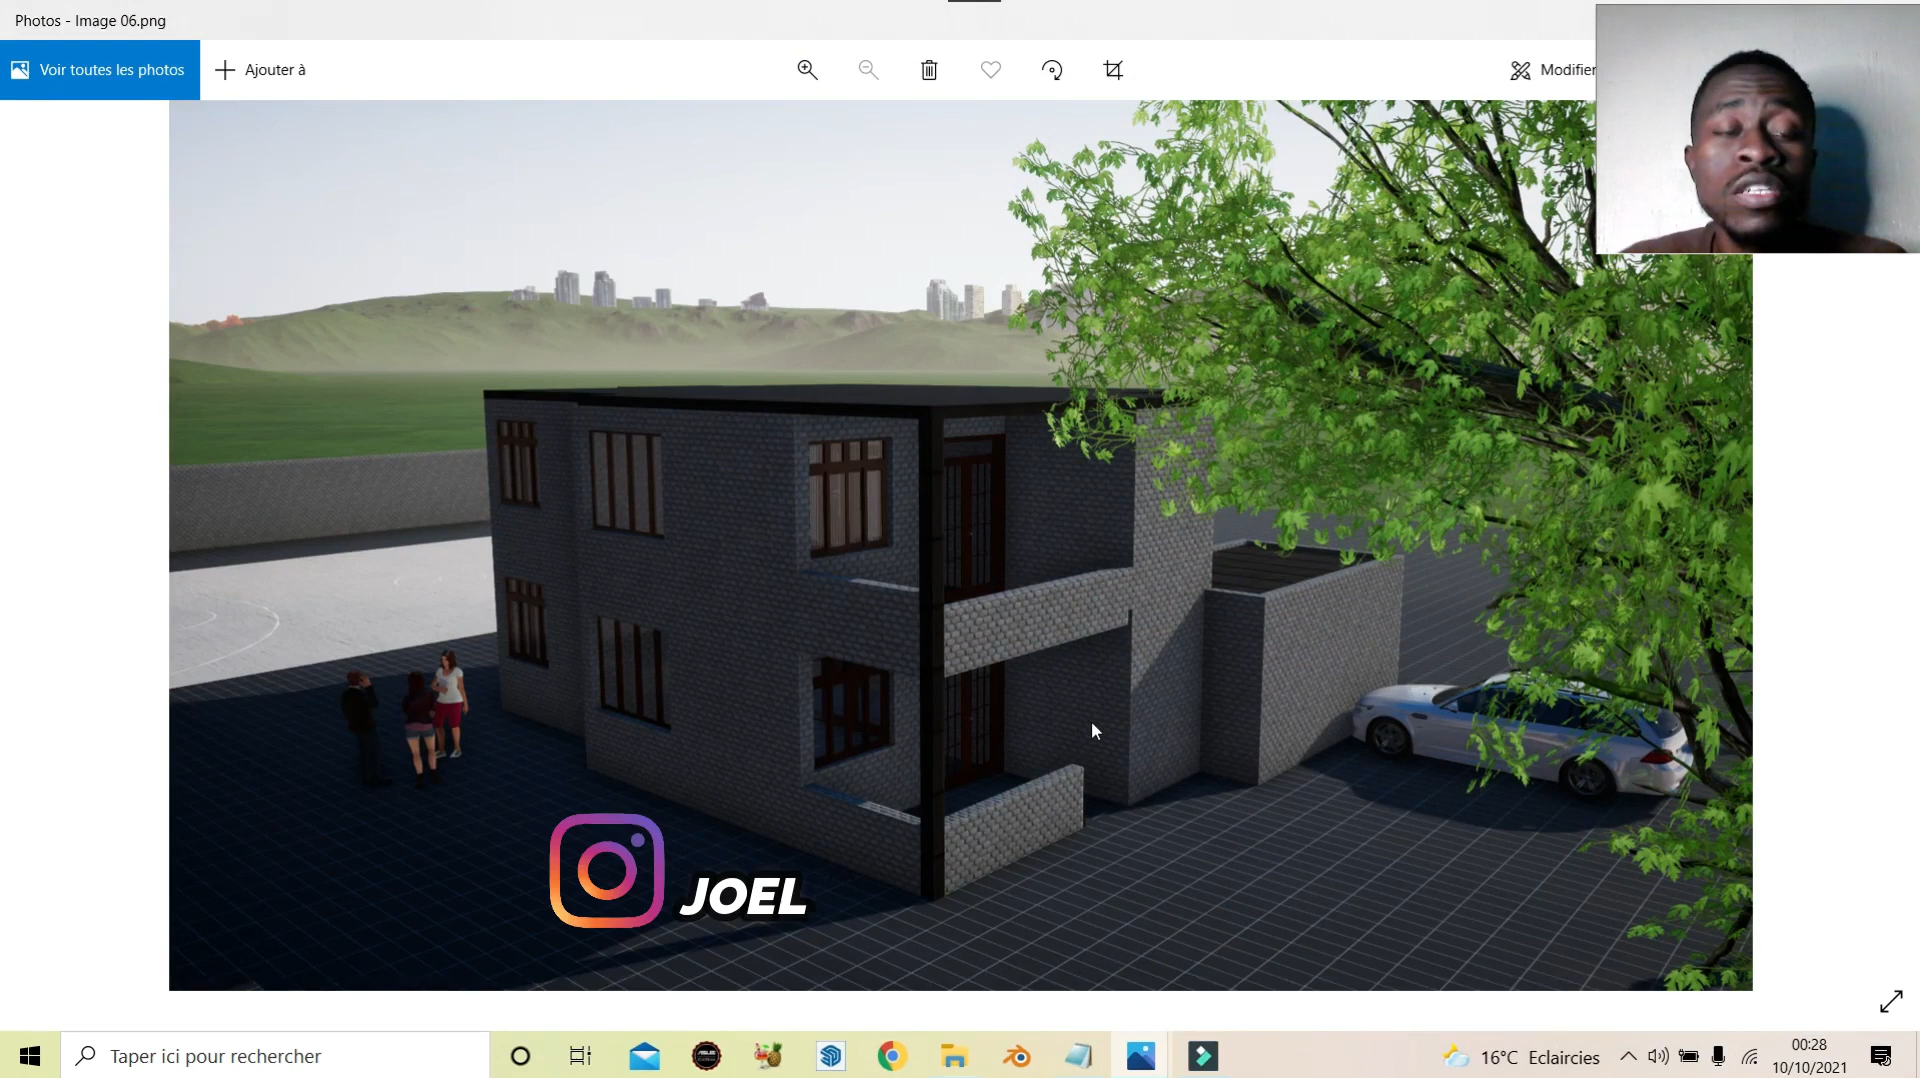 Photos - Image 06.png
Voir toutes les photos
Ajouter à
Modifier
JOEL
Taper ici pour rechercher
16°C Eclaircies
00:28
10/10/2021